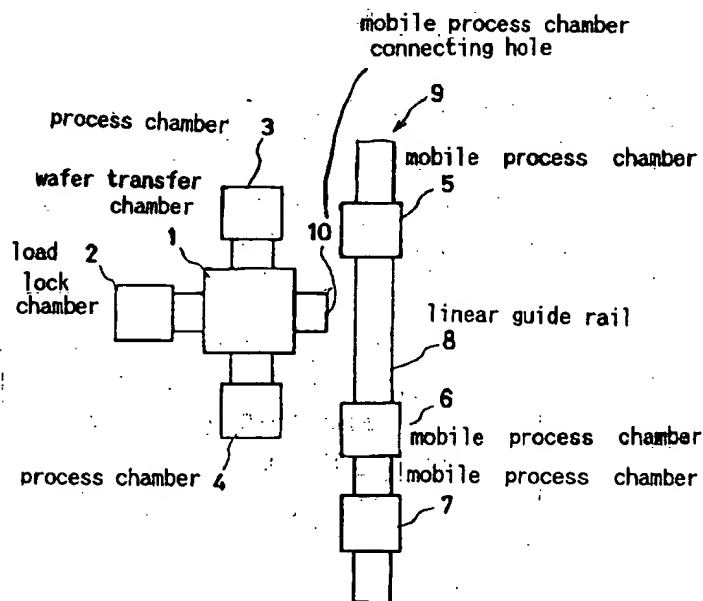 mobile process chamber
connecting hole
9
process chamber 3
mobile process chamber
5
wafer transfer
chamber
1
10
load 2
lock
chamber
linear guide rail
8
6
mobile process chamber
process chamber 4
mobile process chamber
7